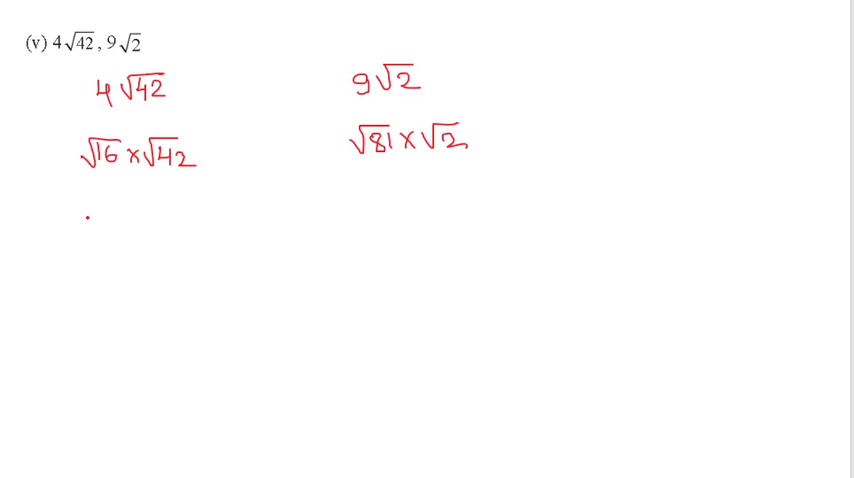 (v) 4√42 , 9√2
4√42
9√2
√16 × √42
√81 × √2